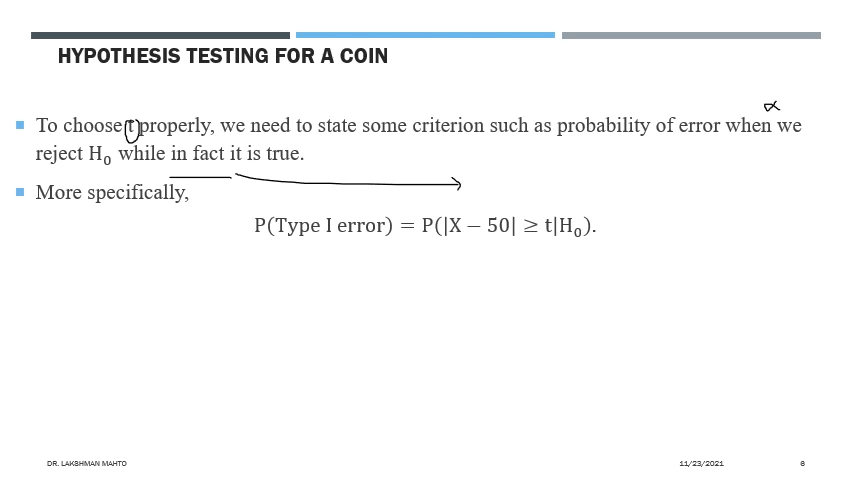 HYPOTHESIS TESTING FOR A COIN
α
To choose t properly, we need to state some criterion such as probability of error when we
reject H₀ while in fact it is true.
More specifically,
P(Type I error) = P(|X − 50| ≥ t|H₀).
DR. LAKSHMAN MAHTO 11/23/2021 6